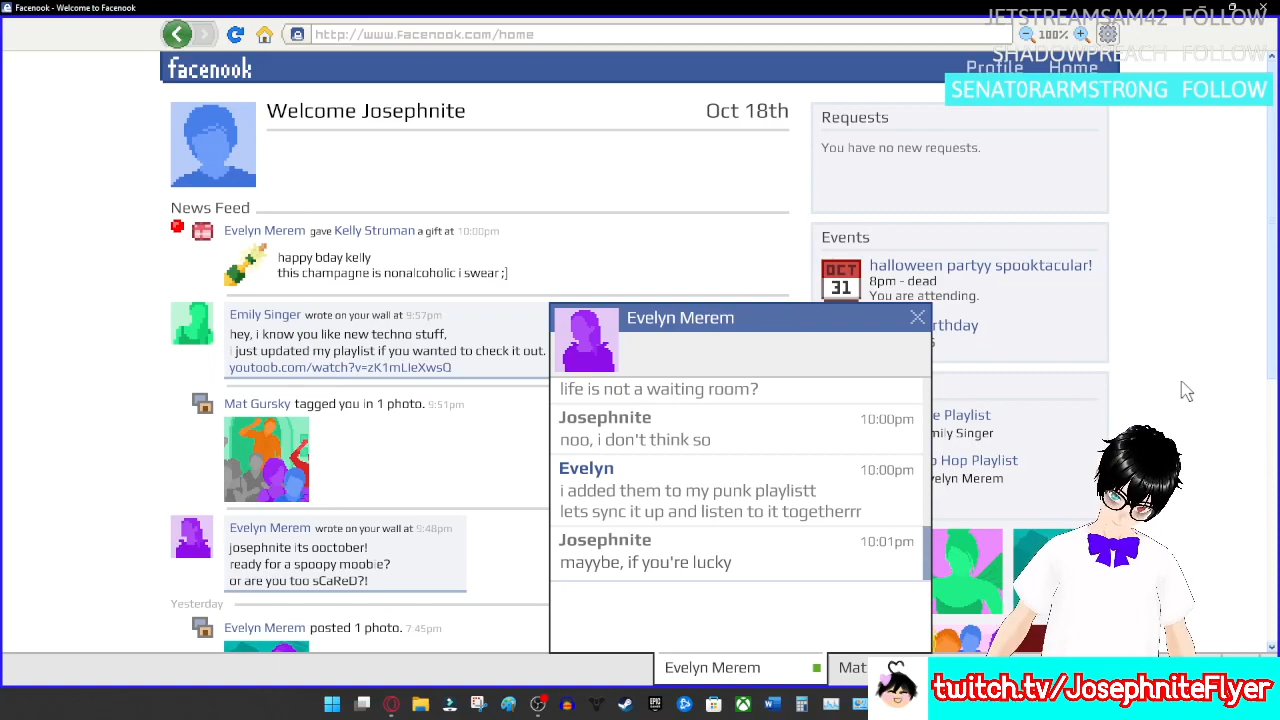 Facenook - Welcome to Facenook
JETSTREAMSAM42 FOLLOW
http://www.facenook.com/home
100%
SHADOWPREACH FOLLOW
facenook
Profile Home
SENAT0RARMSTR0NG FOLLOW
Welcome Josephnite
Oct 18th
Requests
You have no new requests.
News Feed
Evelyn Merem gave Kelly Struman a gift at 10:00pm
happy bday kelly
this champagne is nonalcoholic i swear ;]
Events
OCT
31
halloween partyy spooktacular!
8pm - dead
You are attending.
irthday
Emily Singer wrote on your wall at 9:57pm
hey, i know you like new techno stuff,
i just updated my playlist if you wanted to check it out.
youtoob.com/watch?v=zK1mLIeXwsQ
Mat Gursky tagged you in 1 photo. 9:51pm
Evelyn Merem wrote on your wall at 9:48pm
josephnite its ooctober!
ready for a spoopy moobie?
or are you too sCaReD?!
Yesterday
Evelyn Merem posted 1 photo. 7:45pm
Evelyn Merem
life is not a waiting room?
Josephnite 10:00pm
noo, i don't think so
Evelyn 10:00pm
i added them to my punk playlistt
lets sync it up and listen to it togetherrr
Josephnite 10:01pm
mayybe, if you're lucky
e Playlist
mily Singer
Hop Playlist
velyn Merem
Evelyn Merem
Mat
twitch.tv/JosephniteFlyer